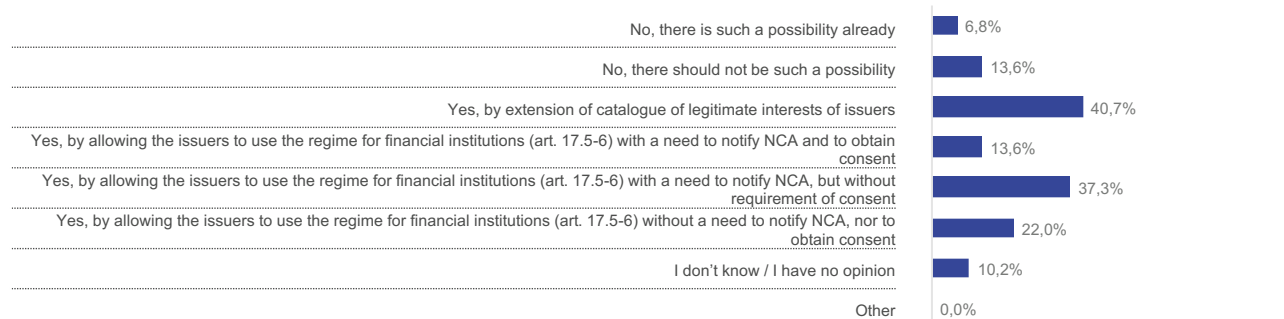 No, there is such a possibility already
6,8%
No, there should not be such a possibility
13,6%
Yes, by extension of catalogue of legitimate interests of issuers
40,7%
Yes, by allowing the issuers to use the regime for financial institutions (art. 17.5-6) with a need to notify NCA and to obtain
consent
13,6%
Yes, by allowing the issuers to use the regime for financial institutions (art. 17.5-6) with a need to notify NCA, but without
requirement of consent
37,3%
Yes, by allowing the issuers to use the regime for financial institutions (art. 17.5-6) without a need to notify NCA, nor to
obtain consent
22,0%
I don’t know / I have no opinion
10,2%
Other
0,0%